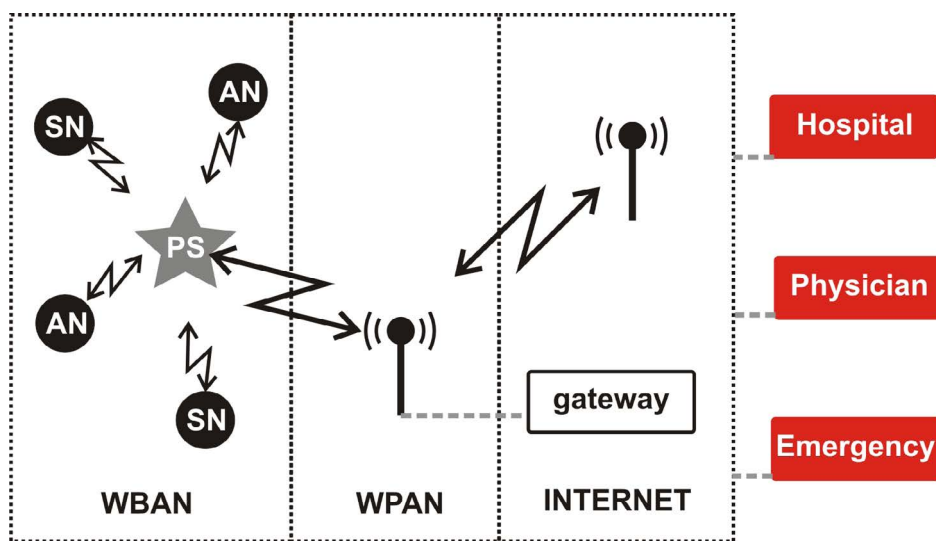 AN
SN
PS
AN
SN
WBAN
WPAN
gateway
INTERNET
Hospital
Physician
Emergency